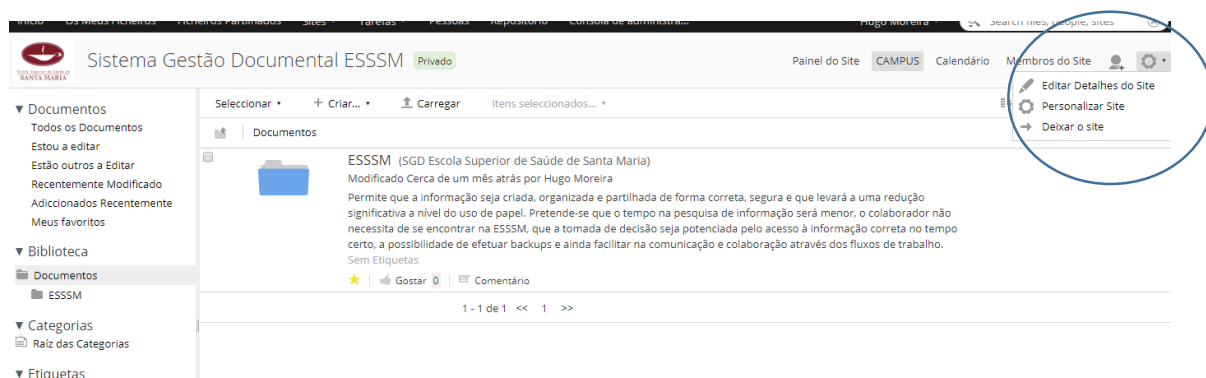 Início Os Meus Ficheiros Ficheiros Partilhados Sites Tarefas Pessoas Repositório Consola de administra... Hugo Moreira Search files, people, sites
SANTA MARIA
Sistema Gestão Documental ESSSM Privado
Painel do Site CAMPUS Calendário Membros do Site
Editar Detalhes do Site
Personalizar Site
Deixar o site
Seleccionar + Criar... Carregar Itens seleccionados...
Documentos
▼ Documentos
Todos os Documentos
Estou a editar
Estão outros a Editar
Recentemente Modificado
Adiccionados Recentemente
Meus favoritos
▼ Biblioteca
Documentos
ESSSM
▼ Categorias
Raíz das Categorias
▼ Etiquetas
ESSSM (SGD Escola Superior de Saúde de Santa Maria)
Modificado Cerca de um mês atrás por Hugo Moreira
Permite que a informação seja criada, organizada e partilhada de forma correta, segura e que levará a uma redução
significativa a nível do uso de papel. Pretende-se que o tempo na pesquisa de informação será menor, o colaborador não
necessita de se encontrar na ESSSM, que a tomada de decisão seja potenciada pelo acesso à informação correta no tempo
certo, a possibilidade de efetuar backups e ainda facilitar na comunicação e colaboração através dos fluxos de trabalho.
Sem Etiquetas
Gostar 0 Comentário
1 - 1 de 1 << 1 >>